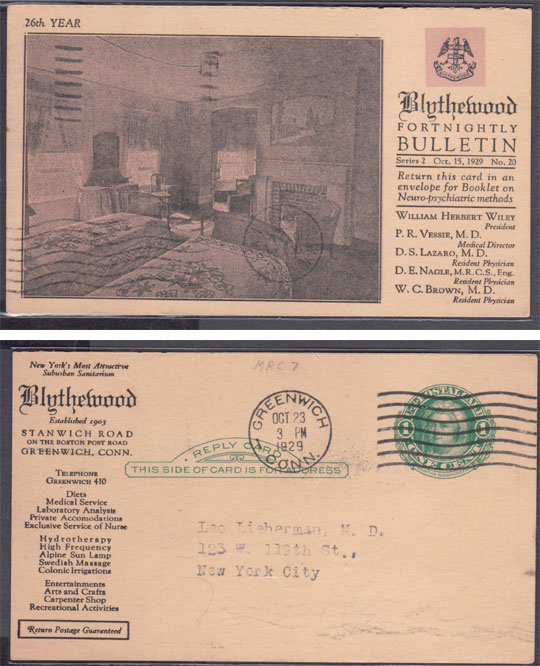 26th YEAR
BLYTHEWOOD
Blythewood
FORTNIGHTLY
BULLETIN
Series 2 Oct. 15, 1929 No. 20
Return this card in an
envelope for Booklet on
Neuro-psychiatric methods
WILLIAM HERBERT WILEY
President
P. R. VESSIE, M. D.
Medical Director
D. S. LAZARO, M. D.
Resident Physician
D. E. NAGLE, M.R.C.S., Eng.
Resident Physician
W. C. BROWN, M. D.
Resident Physician
New York's Most Attractive
Suburban Sanitarium
Blythewood
Established 1905
STANWICH ROAD
ON THE BOSTON POST ROAD
GREENWICH, CONN.
TELEPHONE
GREENWICH 410
Diets
Medical Service
Laboratory Analysis
Private Accomodations
Exclusive Service of Nurse
Hydrotherapy
High Frequency
Alpine Sun Lamp
Swedish Massage
Colonic Irrigations
Entertainments
Arts and Crafts
Carpenter Shop
Recreational Activities
Return Postage Guaranteed
GREENWICH
OCT 23
3 PM
1929
CONN.
REPLY CARD
THIS SIDE OF CARD IS FOR ADDRESS
U.S. POSTAL CARD
1 1
ONE CENT
Leo Lieberman, M. D.
123 W. 119th St.,
New York City